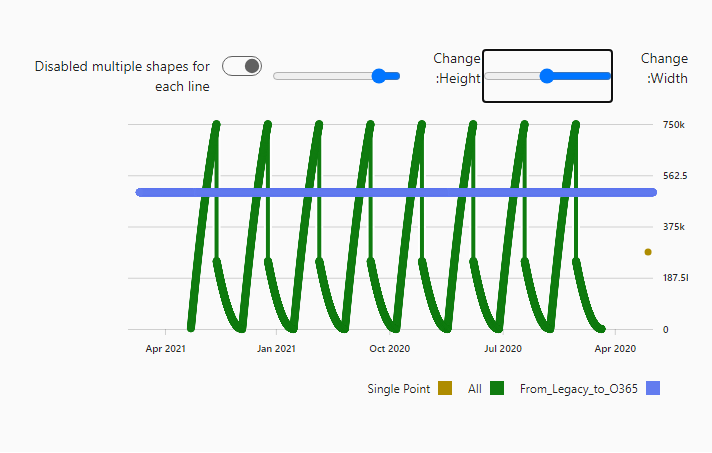 Disabled multiple shapes for
each line
Change
:Height
Change
:Width
750k
562.5
375k
187.5
0
Apr 2021
Jan 2021
Oct 2020
Jul 2020
Apr 2020
Single Point
All
From_Legacy_to_O365